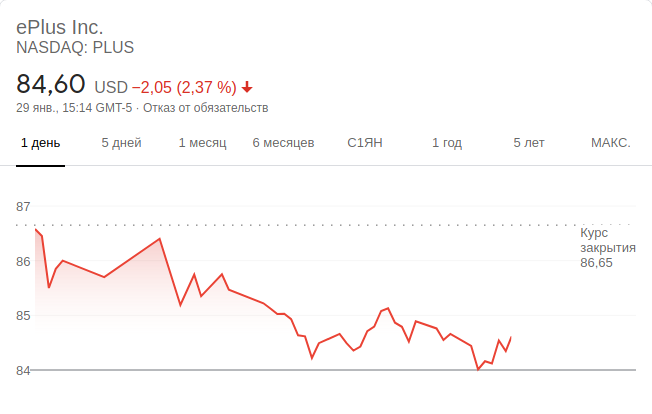 ePlus Inc.
NASDAQ: PLUS
84,60 USD −2,05 (2,37 %)
29 янв., 15:14 GMT-5 · Отказ от обязательств
1 день 5 дней 1 месяц 6 месяцев С1ЯН 1 год 5 лет МАКС.
87
Курс
закрытия
86,65
86
85
84